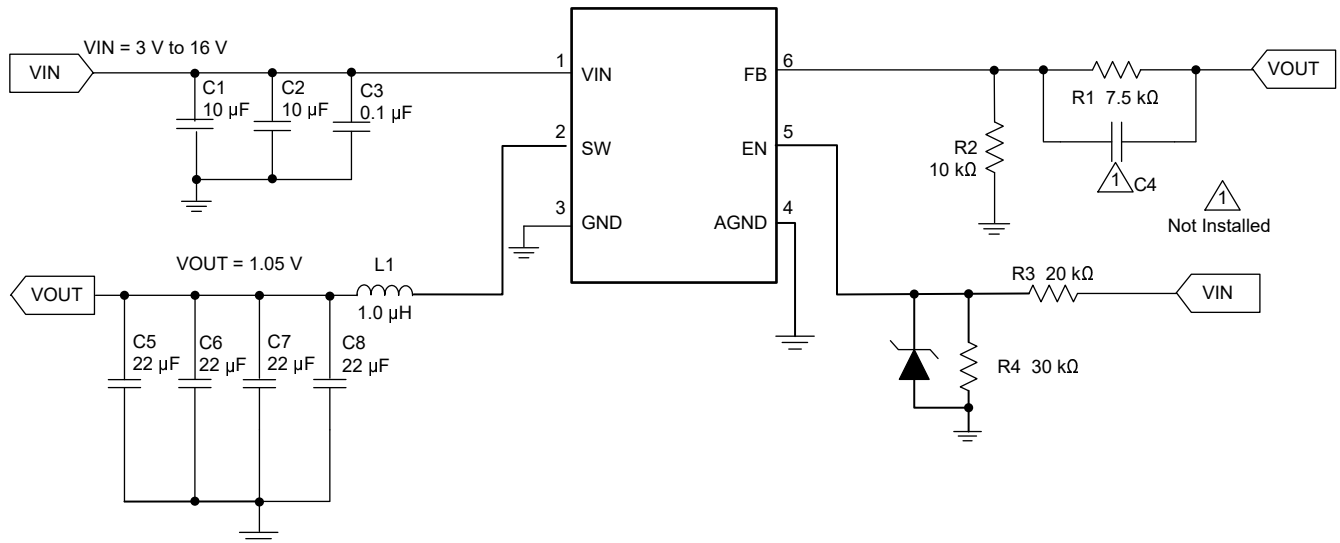 VIN = 3 V to 16 V
VIN
C1
10 µF
C2
10 µF
C3
0.1 µF
1
VIN
2
SW
3
GND
FB
6
EN
5
AGND
4
R1 7.5 kΩ
VOUT
R2
10 kΩ
1
C4
1
Not Installed
VOUT = 1.05 V
VOUT
L1
1.0 µH
C5
22 µF
C6
22 µF
C7
22 µF
C8
22 µF
R3 20 kΩ
VIN
R4 30 kΩ